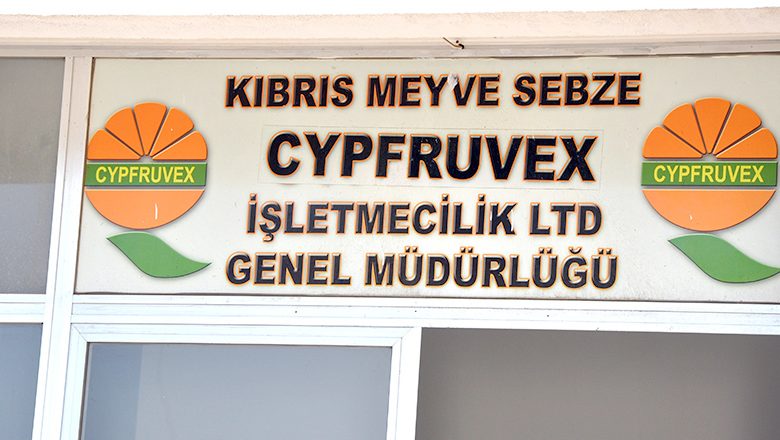 KIBRIS MEYVE SEBZE
CYPFRUVEX
İŞLETMECİLİK LTD
GENEL MÜDÜRLÜĞÜ
CYPFRUVEX
CYPFRUVEX